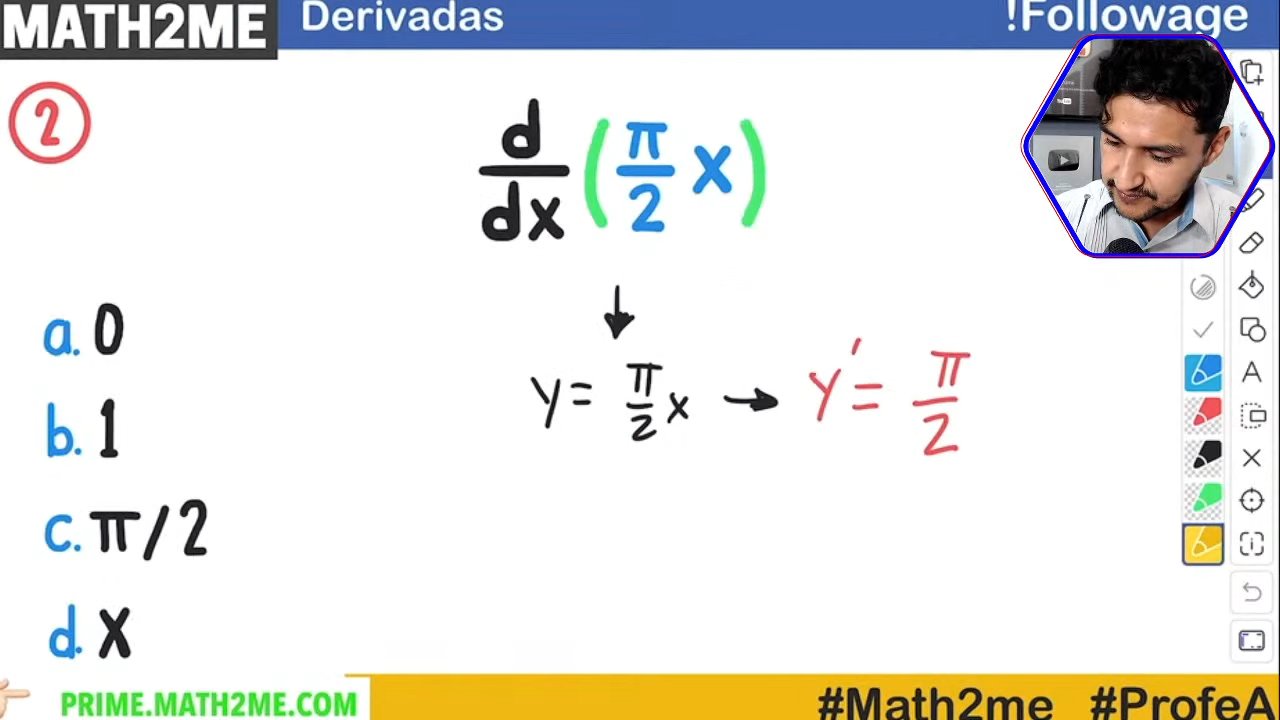 MATH2ME
Derivadas
!Followage
2
d/dx (π/2 x)
a. 0
b. 1
c. π/2
d. x
↓
y = π/2 x → y' = π/2
PRIME.MATH2ME.COM
#Math2me #ProfeA